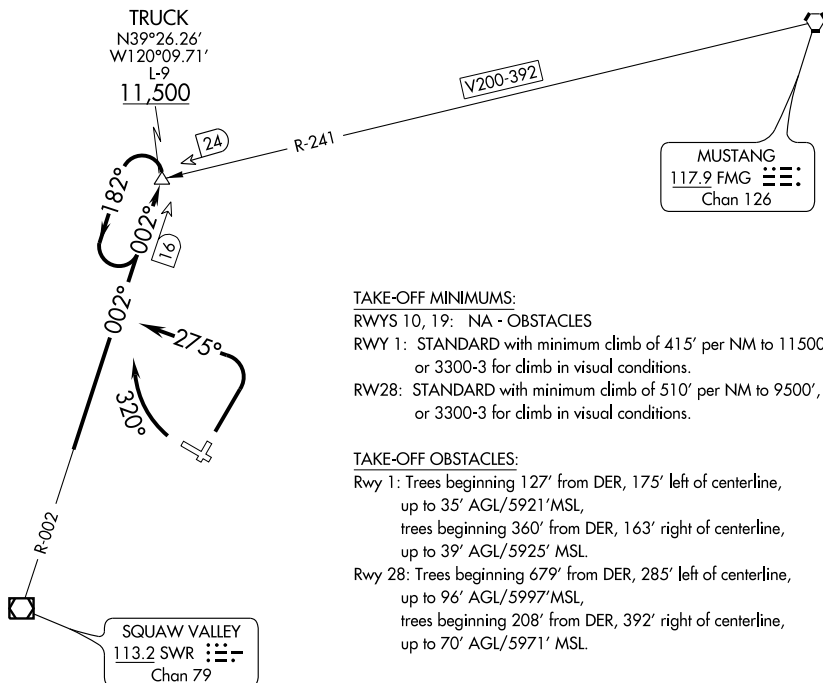 TRUCK
N39°26.26'
W120°09.71'
L-9
11,500
V200-392
24
R-241
MUSTANG
117.9 FMG
Chan 126
182°
002°
16
002°
275°
320°
TAKE-OFF MINIMUMS:
RWYS 10, 19: NA - OBSTACLES
RWY 1: STANDARD with minimum climb of 415' per NM to 11500
or 3300-3 for climb in visual conditions.
RW28: STANDARD with minimum climb of 510' per NM to 9500',
or 3300-3 for climb in visual conditions.
TAKE-OFF OBSTACLES:
Rwy 1: Trees beginning 127' from DER, 175' left of centerline,
up to 35' AGL/5921'MSL,
trees beginning 360' from DER, 163' right of centerline,
up to 39' AGL/5925' MSL.
Rwy 28: Trees beginning 679' from DER, 285' left of centerline,
up to 96' AGL/5997'MSL,
trees beginning 208' from DER, 392' right of centerline,
up to 70' AGL/5971' MSL.
R-002
SQUAW VALLEY
113.2 SWR
Chan 79